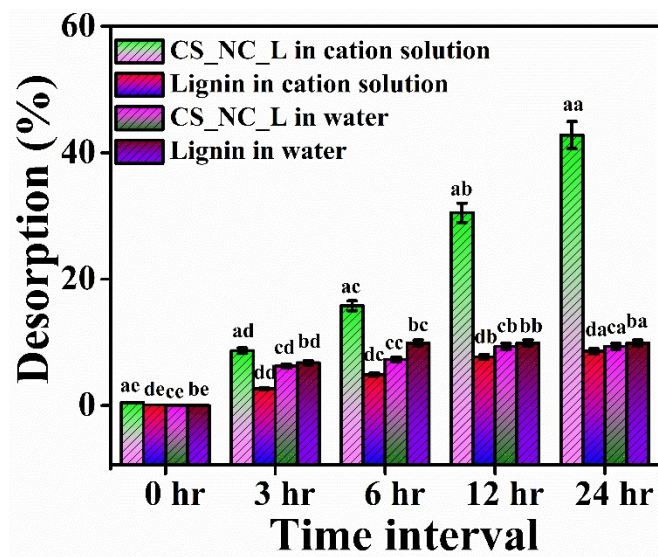 60
40
20
0
Desorption (%)
CS_NC_L in cation solution
Lignin in cation solution
CS_NC_L in water
Lignin in water
ac de cc be
ad dd cd bd
ac dc cc bc
ab db cb bb
aa da ca ba
0 hr 3 hr 6 hr 12 hr 24 hr
Time interval